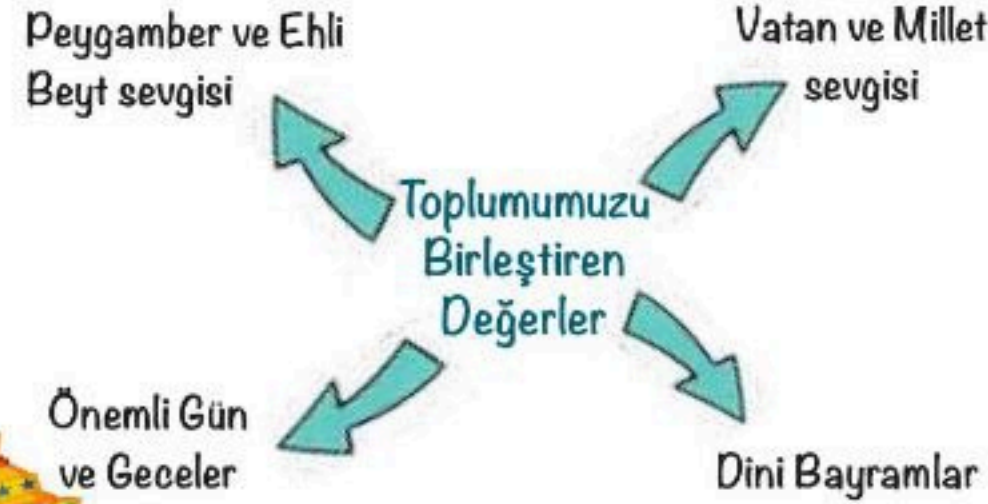 Peygamber ve Ehli
Beyt sevgisi
Vatan ve Millet
sevgisi
Toplumumuzu
Birleştiren
Değerler
Önemli Gün
ve Geceler
Dini Bayramlar